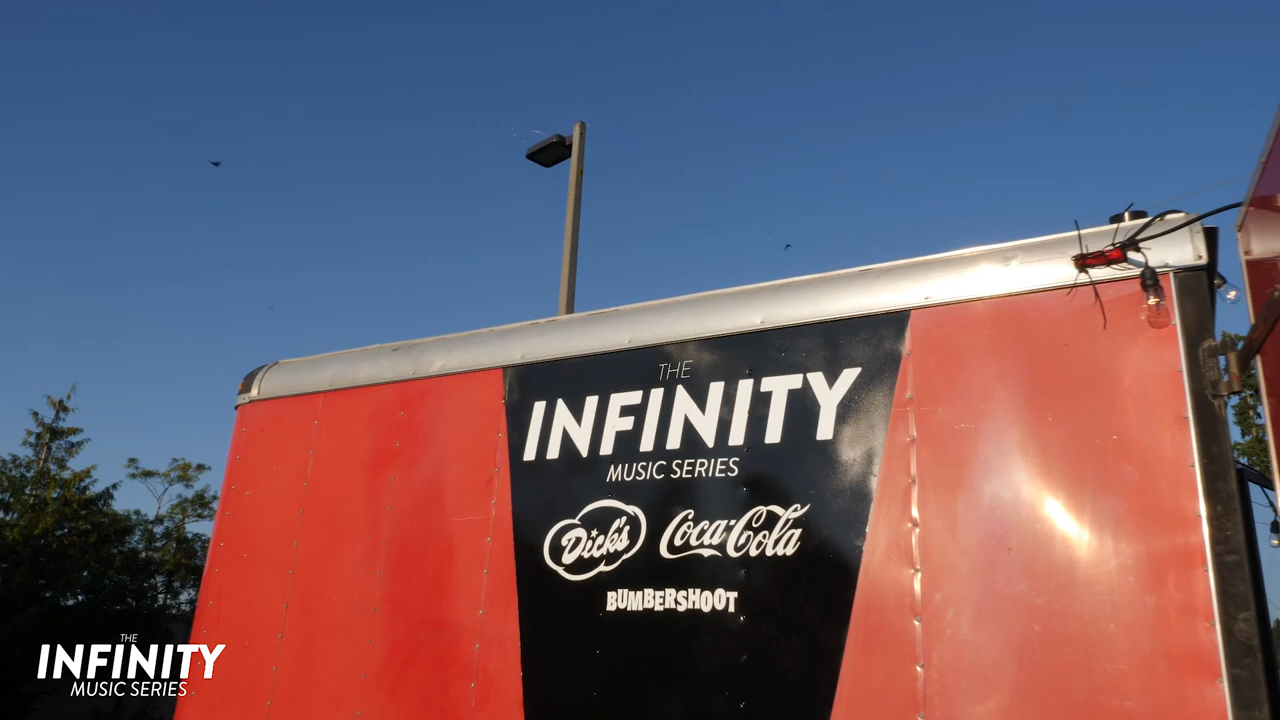 THE
INFINITY
MUSIC SERIES
Dick's Coca-Cola
BUMBERSHOOT
THE
INFINITY
MUSIC SERIES